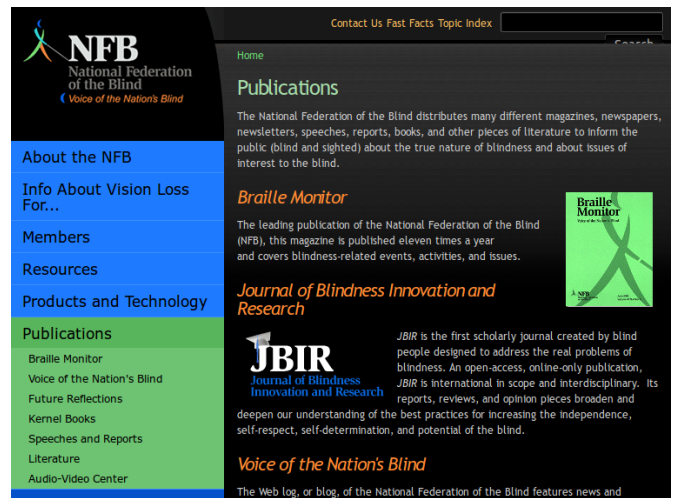 Contact Us Fast Facts Topic Index
Search
NFB
National Federation
of the Blind
Voice of the Nation's Blind
About the NFB
Info About Vision Loss
For...
Members
Resources
Products and Technology
Publications
Braille Monitor
Voice of the Nation's Blind
Future Reflections
Kernel Books
Speeches and Reports
Literature
Audio-Video Center
Home
Publications
The National Federation of the Blind distributes many different magazines, newspapers,
newsletters, speeches, reports, books, and other pieces of literature to inform the
public (blind and sighted) about the true nature of blindness and about issues of
interest to the blind.
Braille Monitor
The leading publication of the National Federation of the Blind
(NFB), this magazine is published eleven times a year
and covers blindness-related events, activities, and issues.
Braille
Monitor
Voice of the Nation's Blind
NFB
Journal of Blindness Innovation and
Research
JBIR
Journal of Blindness
Innovation and Research
JBIR is the first scholarly journal created by blind
people designed to address the real problems of
blindness. An open-access, online-only publication,
JBIR is international in scope and interdisciplinary. Its
reports, reviews, and opinion pieces broaden and
deepen our understanding of the best practices for increasing the independence,
self-respect, self-determination, and potential of the blind.
Voice of the Nation's Blind
The Web log, or blog, of the National Federation of the Blind features news and